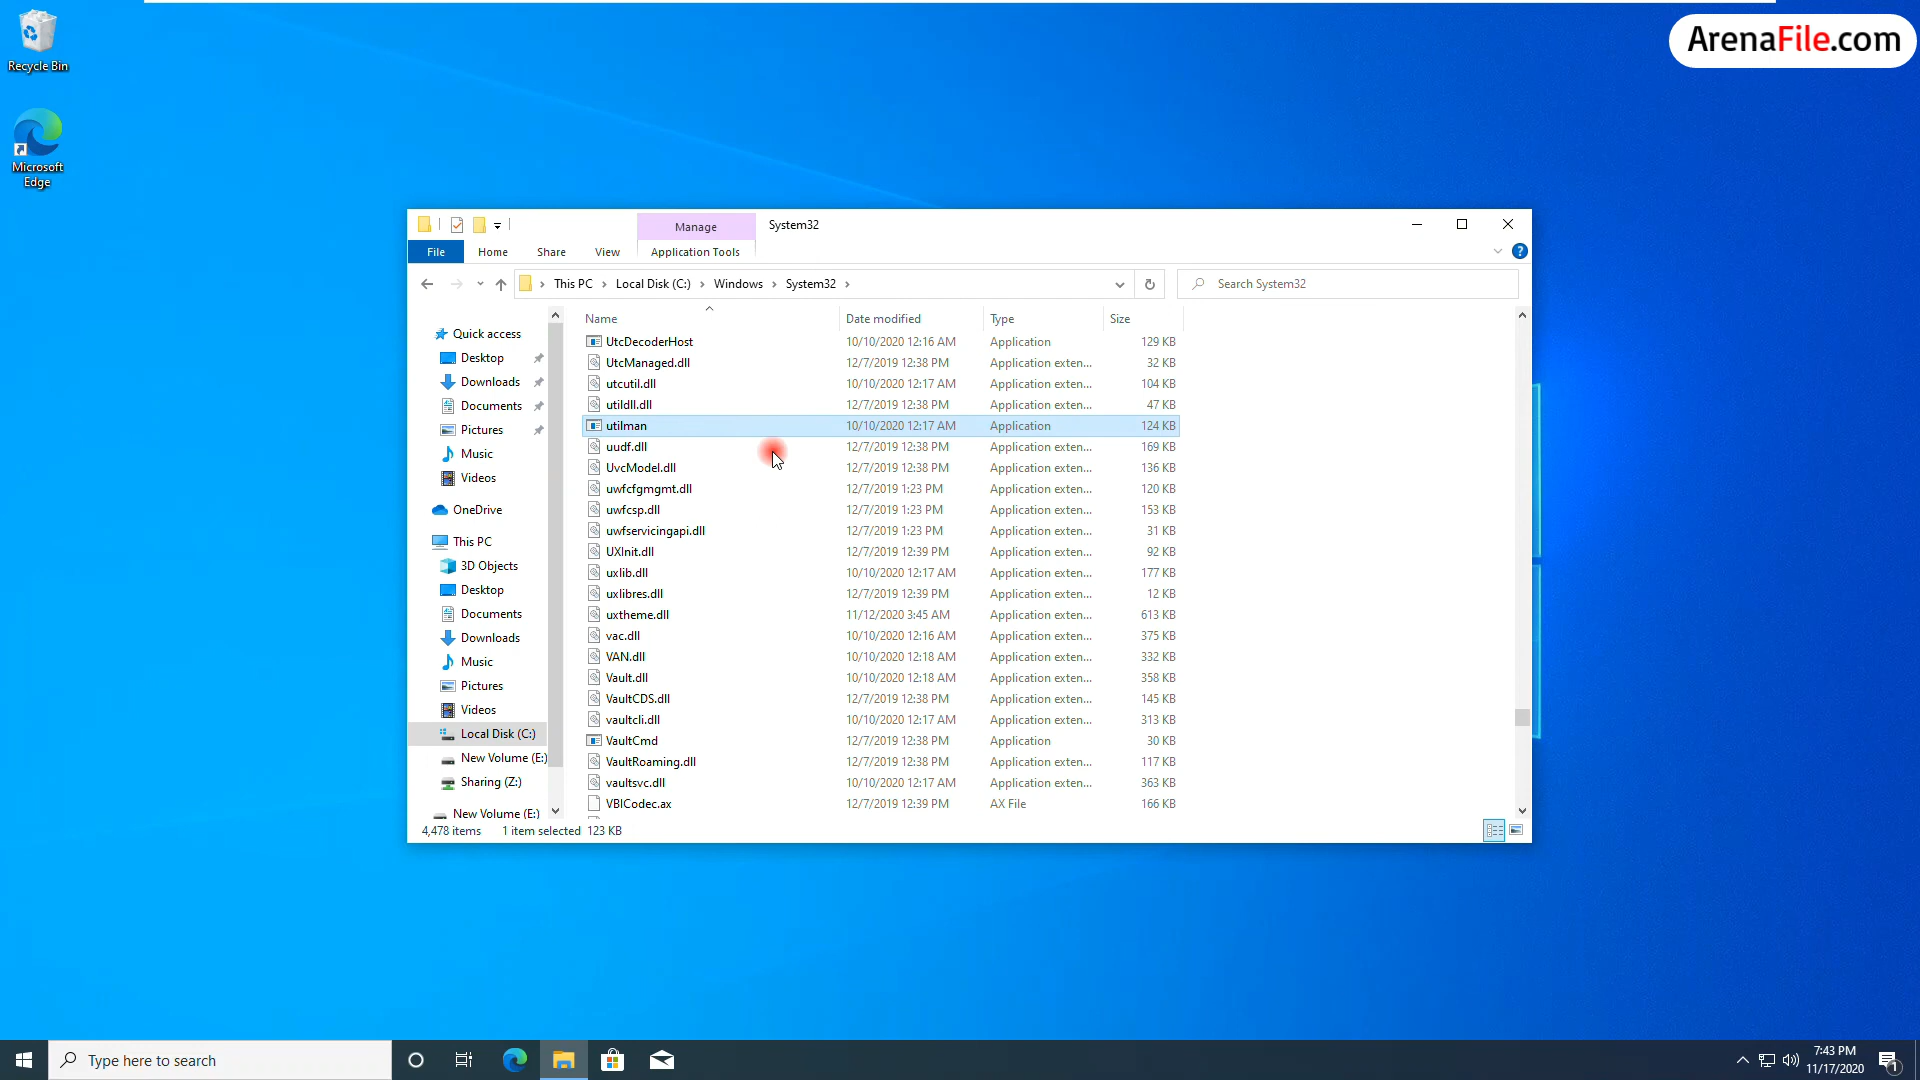 Recycle Bin
Microsoft
Edge
ArenaFile.com
Manage
System32
File
Home
Share
View
Application Tools
This PC
Local Disk (C:)
Windows
System32
Search System32
Quick access
Desktop
Downloads
Documents
Pictures
Music
Videos
OneDrive
This PC
3D Objects
Desktop
Documents
Downloads
Music
Pictures
Videos
Local Disk (C:)
New Volume (E:)
Sharing (Z:)
New Volume (E:)
Name Date modified Type Size
UtcDecoderHost 10/10/2020 12:16 AM Application 129 KB
UtcManaged.dll 12/7/2019 12:38 PM Application exten... 32 KB
utcutil.dll 10/10/2020 12:17 AM Application exten... 104 KB
utildll.dll 12/7/2019 12:38 PM Application exten... 47 KB
utilman 10/10/2020 12:17 AM Application 124 KB
uudf.dll 12/7/2019 12:38 PM Application exten... 169 KB
UvcModel.dll 12/7/2019 12:38 PM Application exten... 136 KB
uwfcfgmgmt.dll 12/7/2019 1:23 PM Application exten... 120 KB
uwfcsp.dll 12/7/2019 1:23 PM Application exten... 153 KB
uwfservicingapi.dll 12/7/2019 1:23 PM Application exten... 31 KB
UXInit.dll 12/7/2019 12:39 PM Application exten... 92 KB
uxlib.dll 10/10/2020 12:17 AM Application exten... 177 KB
uxlibres.dll 12/7/2019 12:39 PM Application exten... 12 KB
uxtheme.dll 11/12/2020 3:45 AM Application exten... 613 KB
vac.dll 10/10/2020 12:16 AM Application exten... 375 KB
VAN.dll 10/10/2020 12:18 AM Application exten... 332 KB
Vault.dll 10/10/2020 12:18 AM Application exten... 358 KB
VaultCDS.dll 12/7/2019 12:38 PM Application exten... 145 KB
vaultcli.dll 10/10/2020 12:17 AM Application exten... 313 KB
VaultCmd 12/7/2019 12:38 PM Application 30 KB
VaultRoaming.dll 12/7/2019 12:38 PM Application exten... 117 KB
vaultsvc.dll 10/10/2020 12:17 AM Application exten... 363 KB
VBICodec.ax 12/7/2019 12:39 PM AX File 166 KB
4,478 items 1 item selected 123 KB
Type here to search
7:43 PM
11/17/2020
1